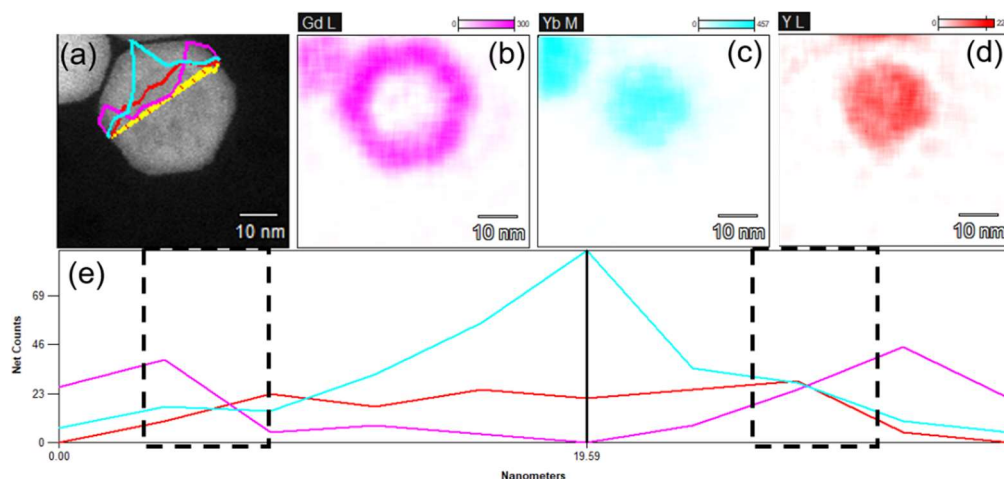 Gd L
0 300
Yb M
0 457
Y L
0 22
(a)
(b)
(c)
(d)
10 nm
10 nm
10 nm
10 nm
(e)
Net Counts
69
46
23
0
0.00
19.59
Nanometers